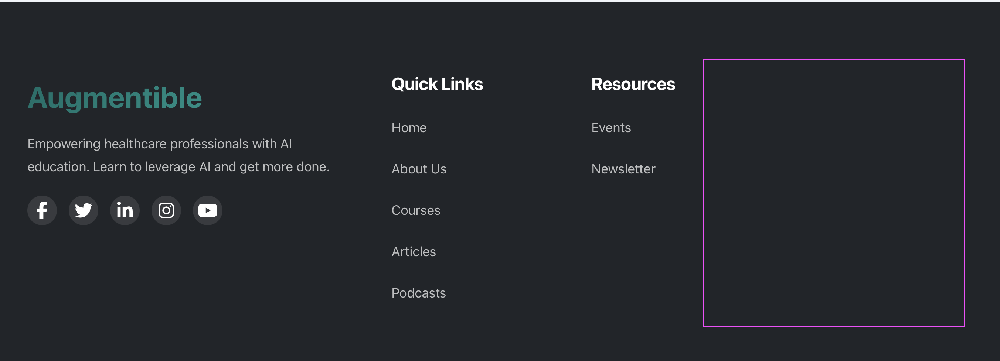 Augmentible
Empowering healthcare professionals with AI
education. Learn to leverage AI and get more done.
Quick Links
Home
About Us
Courses
Articles
Podcasts
Resources
Events
Newsletter